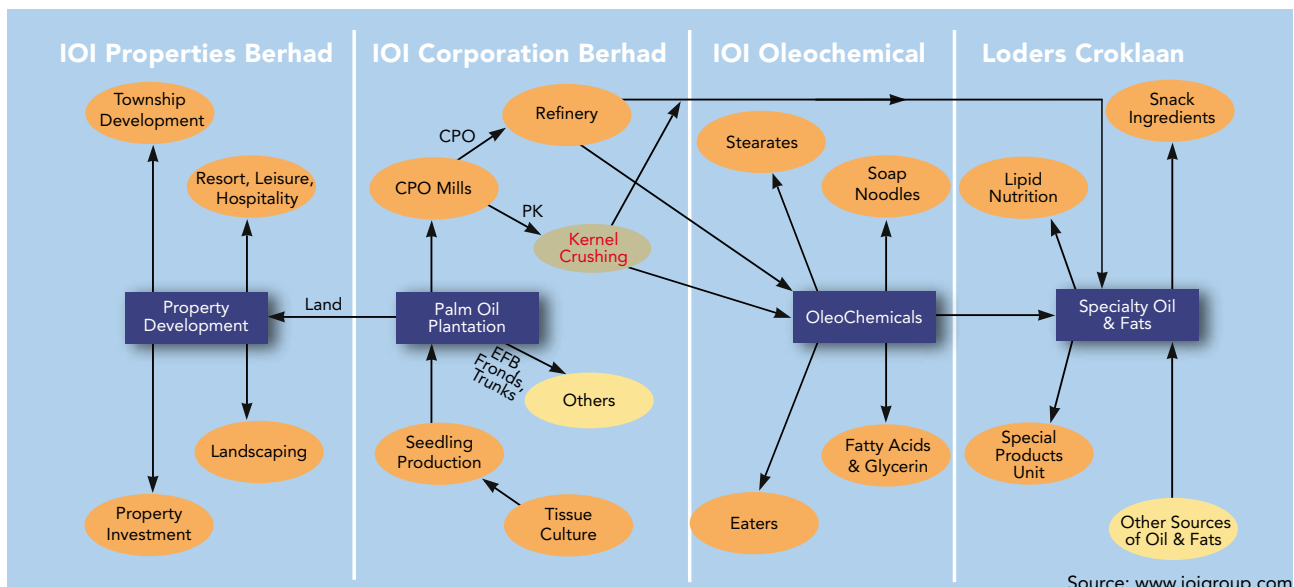 IOI Properties Berhad
IOI Corporation Berhad
IOI Oleochemical
Loders Croklaan
Township
Development
Resort, Leisure,
Hospitality
Property
Development
Landscaping
Property
Investment
Land
CPO
Refinery
CPO Mills
PK
Kernel
Crushing
Palm Oil
Plantation
EFB
Fronds,
Trunks
Others
Seedling
Production
Tissue
Culture
Stearates
Soap
Noodles
OleoChemicals
Fatty Acids
& Glycerin
Eaters
Snack
Ingredients
Lipid
Nutrition
Specialty Oil
& Fats
Special
Products
Unit
Other Sources
of Oil & Fats
Source: www.ioigroup.com